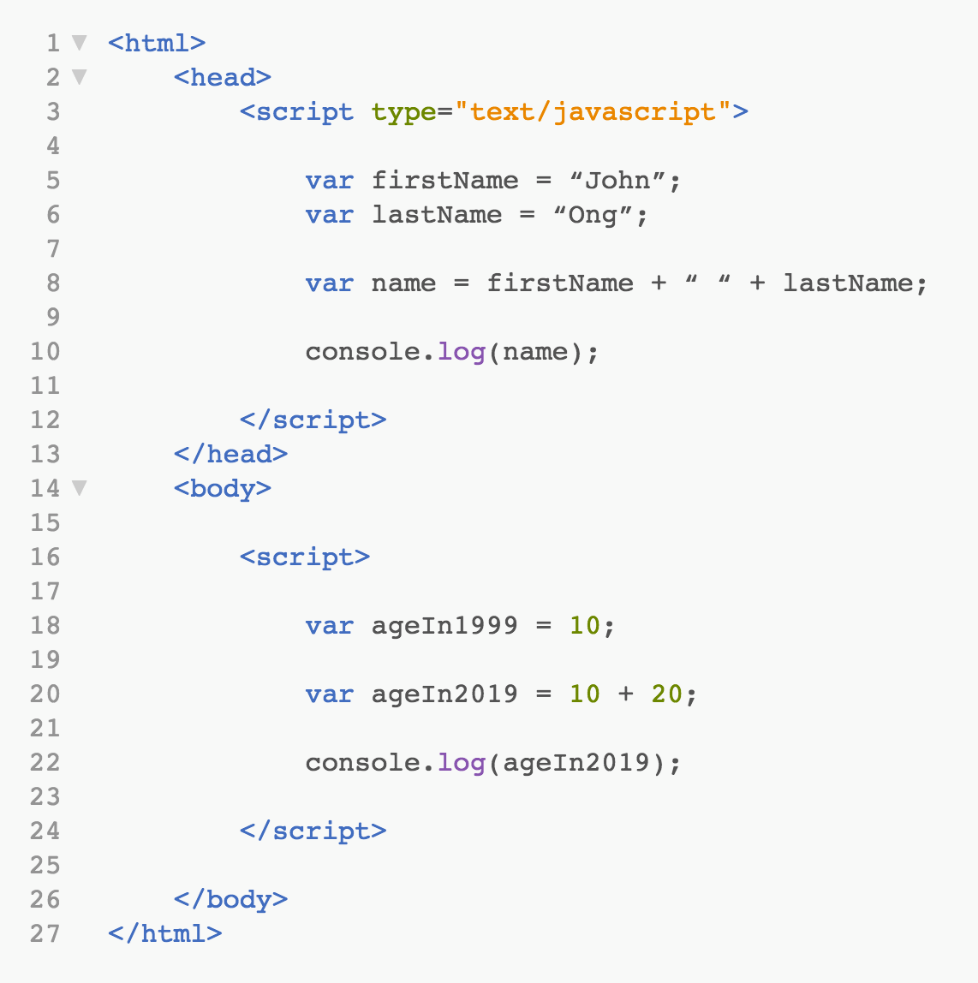 1 ▼ <html>
2 ▼     <head>
3           <script type="text/javascript">
4
5               var firstName = “John”;
6               var lastName = “Ong”;
7
8               var name = firstName + “ “ + lastName;
9
10              console.log(name);
11
12          </script>
13      </head>
14 ▼    <body>
15
16          <script>
17
18              var ageIn1999 = 10;
19
20              var ageIn2019 = 10 + 20;
21
22              console.log(ageIn2019);
23
24          </script>
25
26      </body>
27  </html>